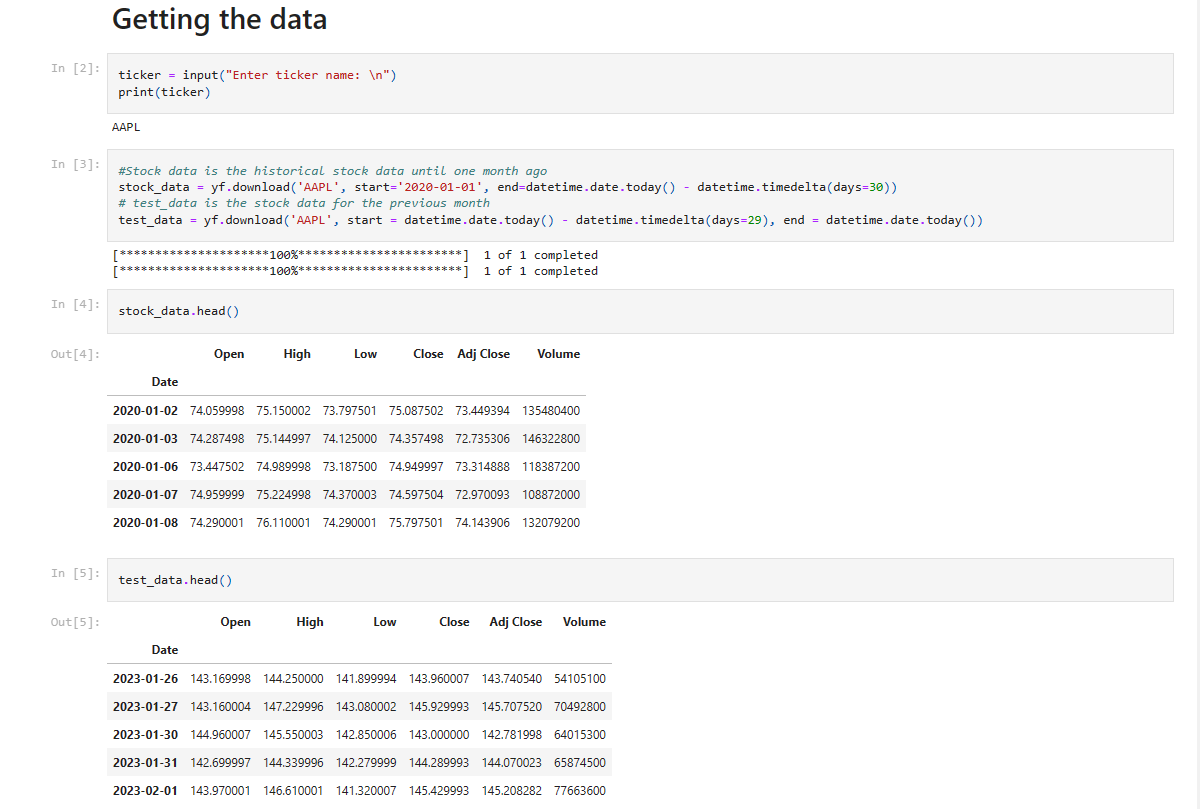 Getting the data
In [2]:
ticker = input("Enter ticker name: \n")
print(ticker)
AAPL
In [3]:
#Stock data is the historical stock data until one month ago
stock_data = yf.download('AAPL', start='2020-01-01', end=datetime.date.today() - datetime.timedelta(days=30))
# test_data is the stock data for the previous month
test_data = yf.download('AAPL', start = datetime.date.today() - datetime.timedelta(days=29), end = datetime.date.today())
[*********************100%***********************]  1 of 1 completed
[*********************100%***********************]  1 of 1 completed
In [4]:
stock_data.head()
Out[4]:
Open High Low Close Adj Close Volume
Date
2020-01-02 74.059998 75.150002 73.797501 75.087502 73.449394 135480400
2020-01-03 74.287498 75.144997 74.125000 74.357498 72.735306 146322800
2020-01-06 73.447502 74.989998 73.187500 74.949997 73.314888 118387200
2020-01-07 74.959999 75.224998 74.370003 74.597504 72.970093 108872000
2020-01-08 74.290001 76.110001 74.290001 75.797501 74.143906 132079200
In [5]:
test_data.head()
Out[5]:
Open High Low Close Adj Close Volume
Date
2023-01-26 143.169998 144.250000 141.899994 143.960007 143.740540 54105100
2023-01-27 143.160004 147.229996 143.080002 145.929993 145.707520 70492800
2023-01-30 144.960007 145.550003 142.850006 143.000000 142.781998 64015300
2023-01-31 142.699997 144.339996 142.279999 144.289993 144.070023 65874500
2023-02-01 143.970001 146.610001 141.320007 145.429993 145.208282 77663600